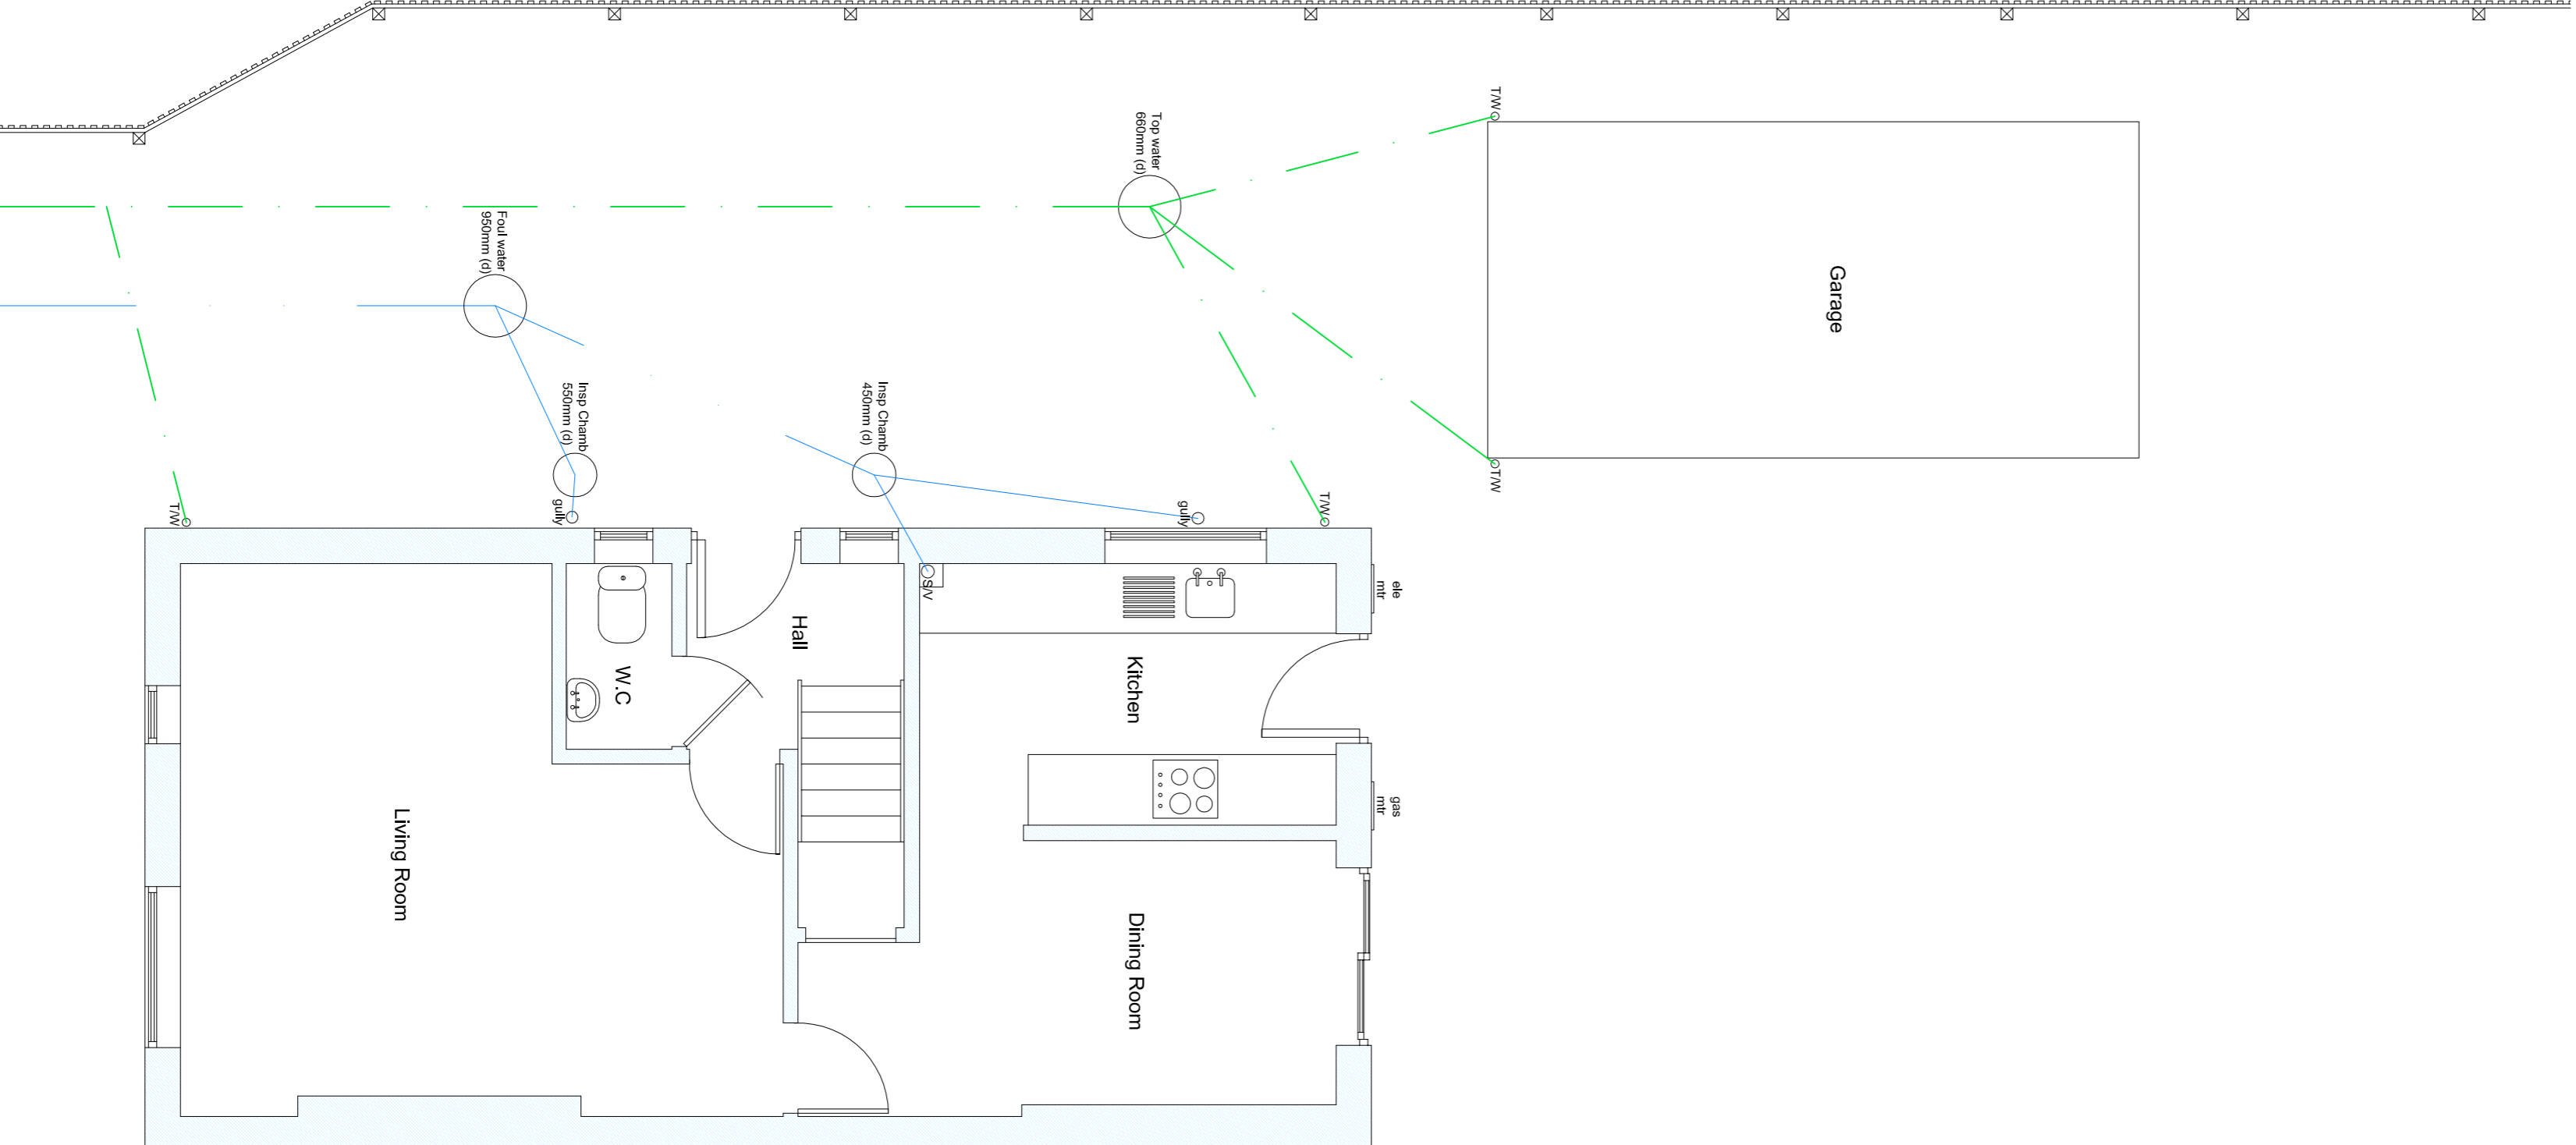 T/W
Top water
660mm (d)
Foul water
950mm (d)
Garage
Insp Chamb
550mm (d)
Insp Chamb
450mm (d)
T/W
T/W
T/W
gully
gully
S/V
ele
mtr
Hall
W.C
Kitchen
gas
mtr
Living Room
Dining Room